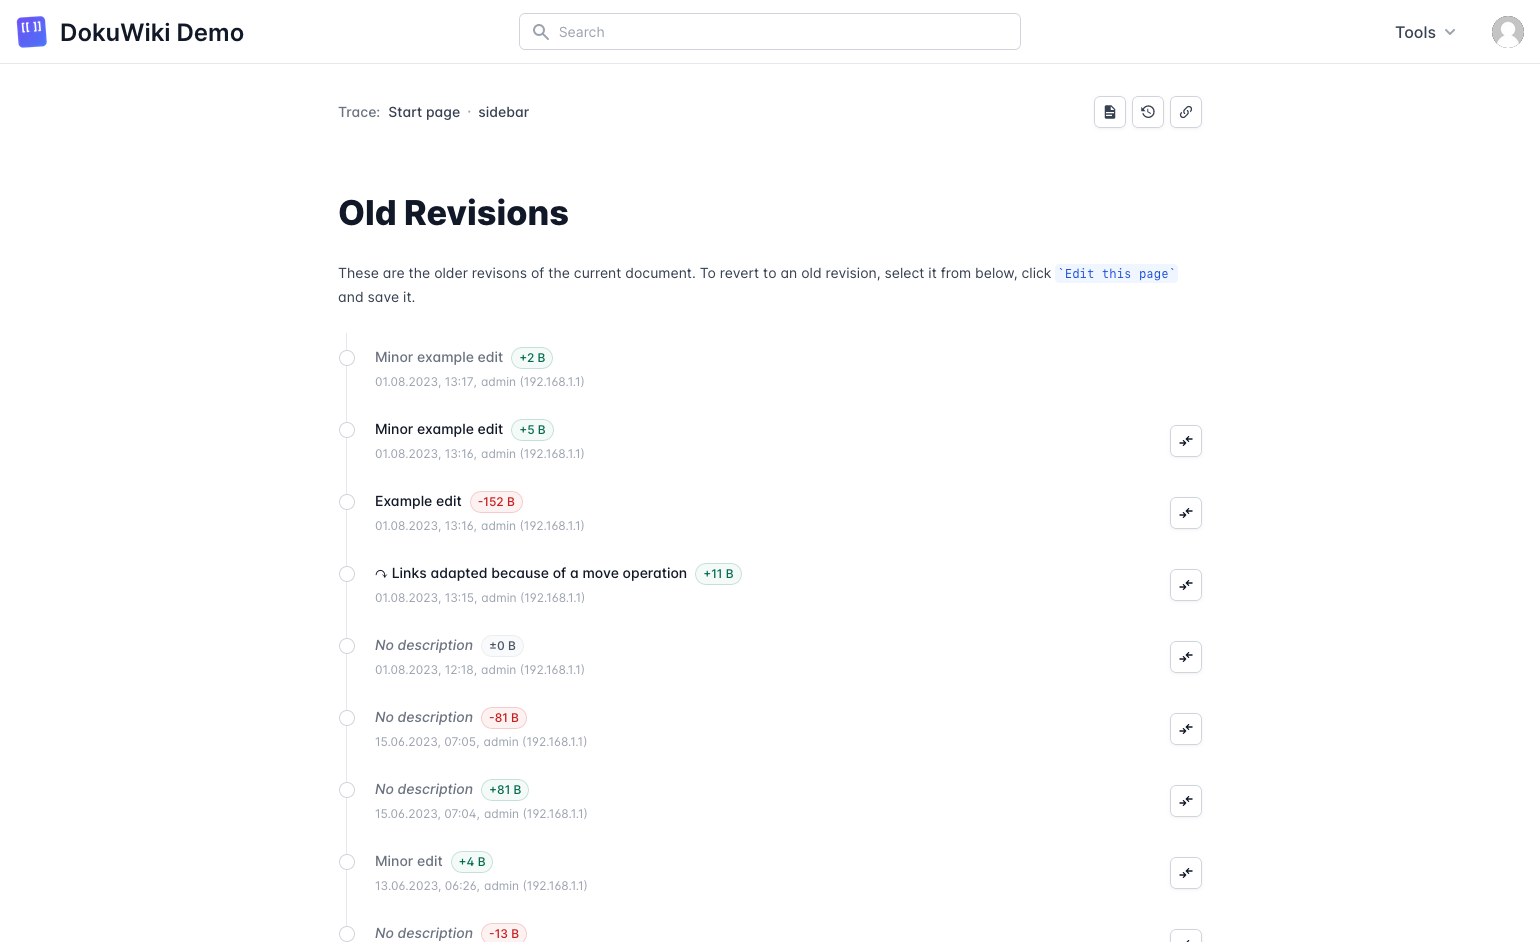 [[ ]] DokuWiki Demo
Search
Tools
Trace: Start page · sidebar
Old Revisions
These are the older revisons of the current document. To revert to an old revision, select it from below, click `Edit this page`
and save it.
Minor example edit +2 B
01.08.2023, 13:17, admin (192.168.1.1)
Minor example edit +5 B
01.08.2023, 13:16, admin (192.168.1.1)
Example edit -152 B
01.08.2023, 13:16, admin (192.168.1.1)
Links adapted because of a move operation +11 B
01.08.2023, 13:15, admin (192.168.1.1)
No description ±0 B
01.08.2023, 12:18, admin (192.168.1.1)
No description -81 B
15.06.2023, 07:05, admin (192.168.1.1)
No description +81 B
15.06.2023, 07:04, admin (192.168.1.1)
Minor edit +4 B
13.06.2023, 06:26, admin (192.168.1.1)
No description -13 B